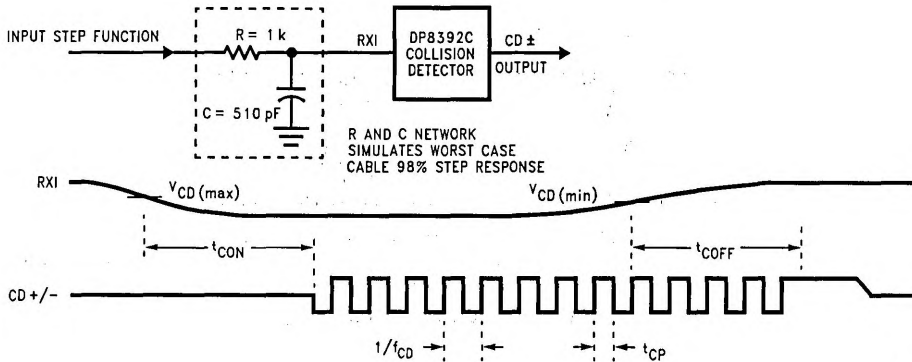 INPUT STEP FUNCTION
R = 1 k
C = 510 pF
RXI
DP8392C
COLLISION
DETECTOR
CD ±
OUTPUT
R AND C NETWORK
SIMULATES WORST CASE
CABLE 98% STEP RESPONSE
RXI
VCD (max)
VCD (min)
tCON
tCOFF
CD +/-
1/fCD
tCP